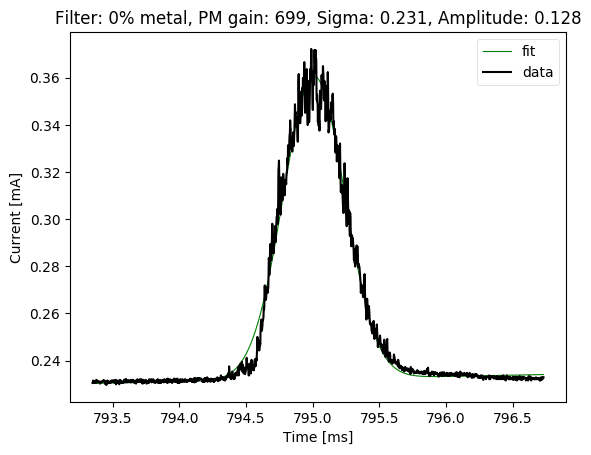 Filter: 0% metal, PM gain: 699, Sigma: 0.231, Amplitude: 0.128
fit
data
0.36
0.34
0.32
0.30
0.28
0.26
0.24
Current [mA]
793.5 794.0 794.5 795.0 795.5 796.0 796.5
Time [ms]